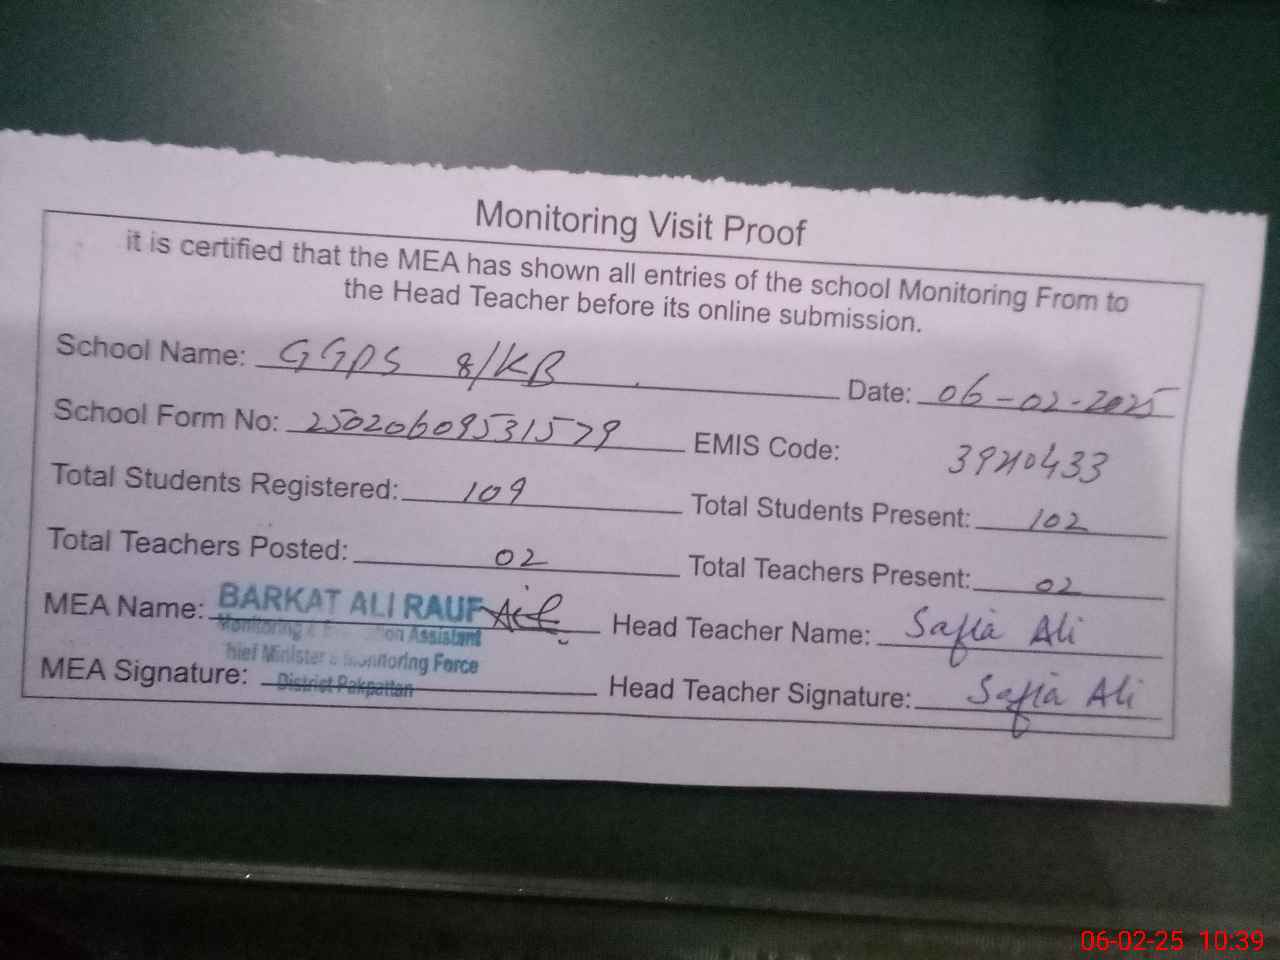 Monitoring Visit Proof
it is certified that the MEA has shown all entries of the school Monitoring From to
the Head Teacher before its online submission.
School Name: GGPS 8/KB Date: 06-02-2025
School Form No: 25020609531579 EMIS Code:
Total Students Registered: 109 Total Students Present: 102
Total Teachers Posted: 02 Total Teachers Present: 02
MEA Name: BARKAT ALI RAUF Head Teacher Name: Safia Ali
Monitoring & Assistant
Chief Minister's Monitoring Force
MEA Signature: District Pakpattan Head Teacher Signature: Safia Ali
06-02-25 10:39